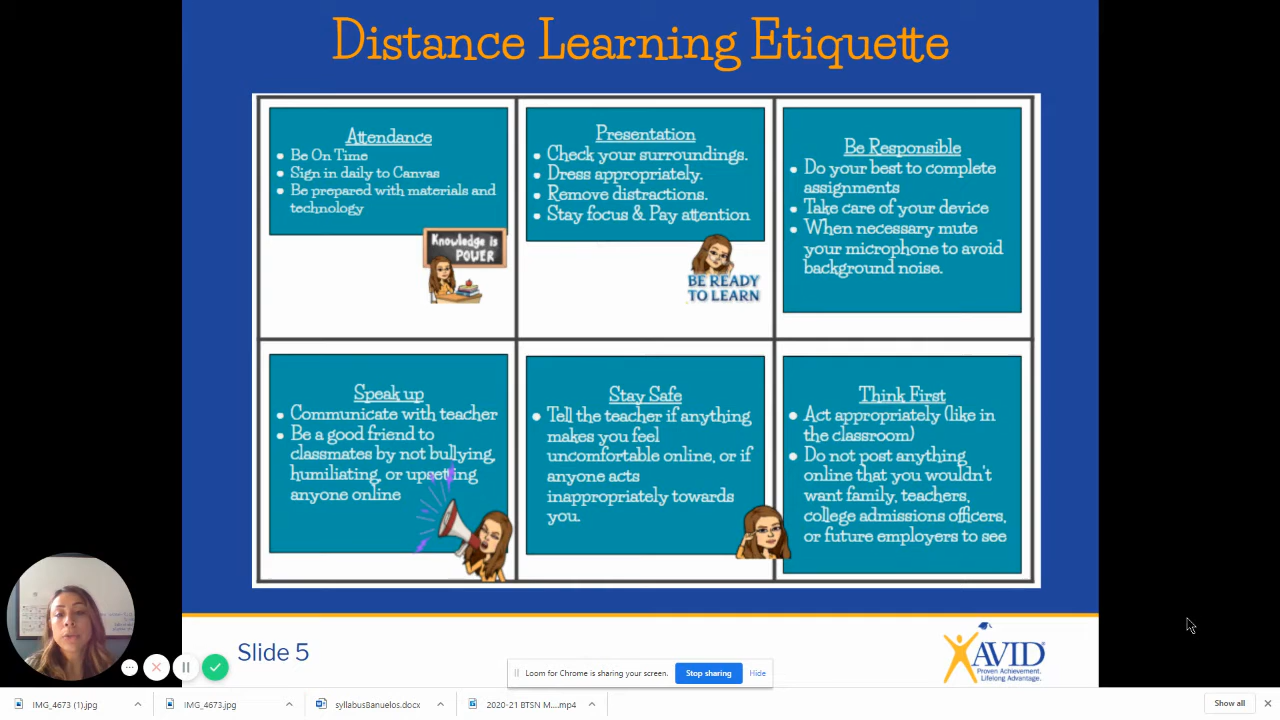 Distance Learning Etiquette
Attendance
Be On Time
Sign in daily to Canvas
Be prepared with materials and
technology
Knowledge is
POWER
Presentation
Check your surroundings.
Dress appropriately.
Remove distractions.
Stay focus & Pay attention
BE READY
TO LEARN
Be Responsible
Do your best to complete
assignments
Take care of your device
When necessary mute
your microphone to avoid
background noise.
Speak up
Communicate with teacher
Be a good friend to
classmates by not bullying,
humiliating, or upsetting
anyone online
Stay Safe
Tell the teacher if anything
makes you feel
uncomfortable online, or if
anyone acts
inappropriately towards
you.
Think First
Act appropriately (like in
the classroom)
Do not post anything
online that you wouldn't
want family, teachers,
college admissions officers,
or future employers to see
Slide 5
AVID
Proven Achievement.
Lifelong Advantage.
Loom for Chrome is sharing your screen.
Stop sharing
Hide
IMG_4673 (1).jpg
IMG_4673.jpg
syllabusBanuelos.docx
2020-21 BTSN M....mp4
Show all